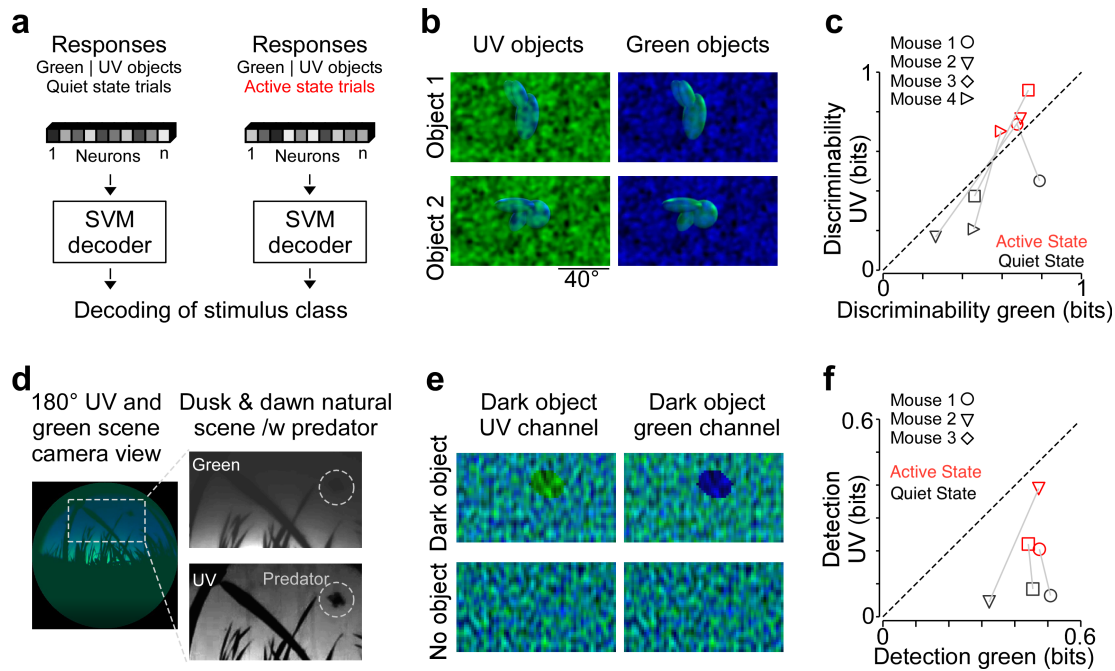 a
Responses
Green | UV objects
Quiet state trials
1 Neurons n
SVM
decoder
Responses
Green | UV objects
Active state trials
1 Neurons n
SVM
decoder
Decoding of stimulus class
b
UV objects
Green objects
Object 1
Object 2
40°
c
Mouse 1
Mouse 2
Mouse 3
Mouse 4
1
Discriminability
UV (bits)
0
Active State
Quiet State
0
1
Discriminability green (bits)
d
180° UV and
green scene
camera view
Dusk & dawn natural
scene /w predator
Green
UV
Predator
e
Dark object
UV channel
Dark object
green channel
Dark object
No object
f
Mouse 1
Mouse 2
Mouse 3
0.6
Active State
Quiet State
Detection
UV (bits)
0
0
0.6
Detection green (bits)